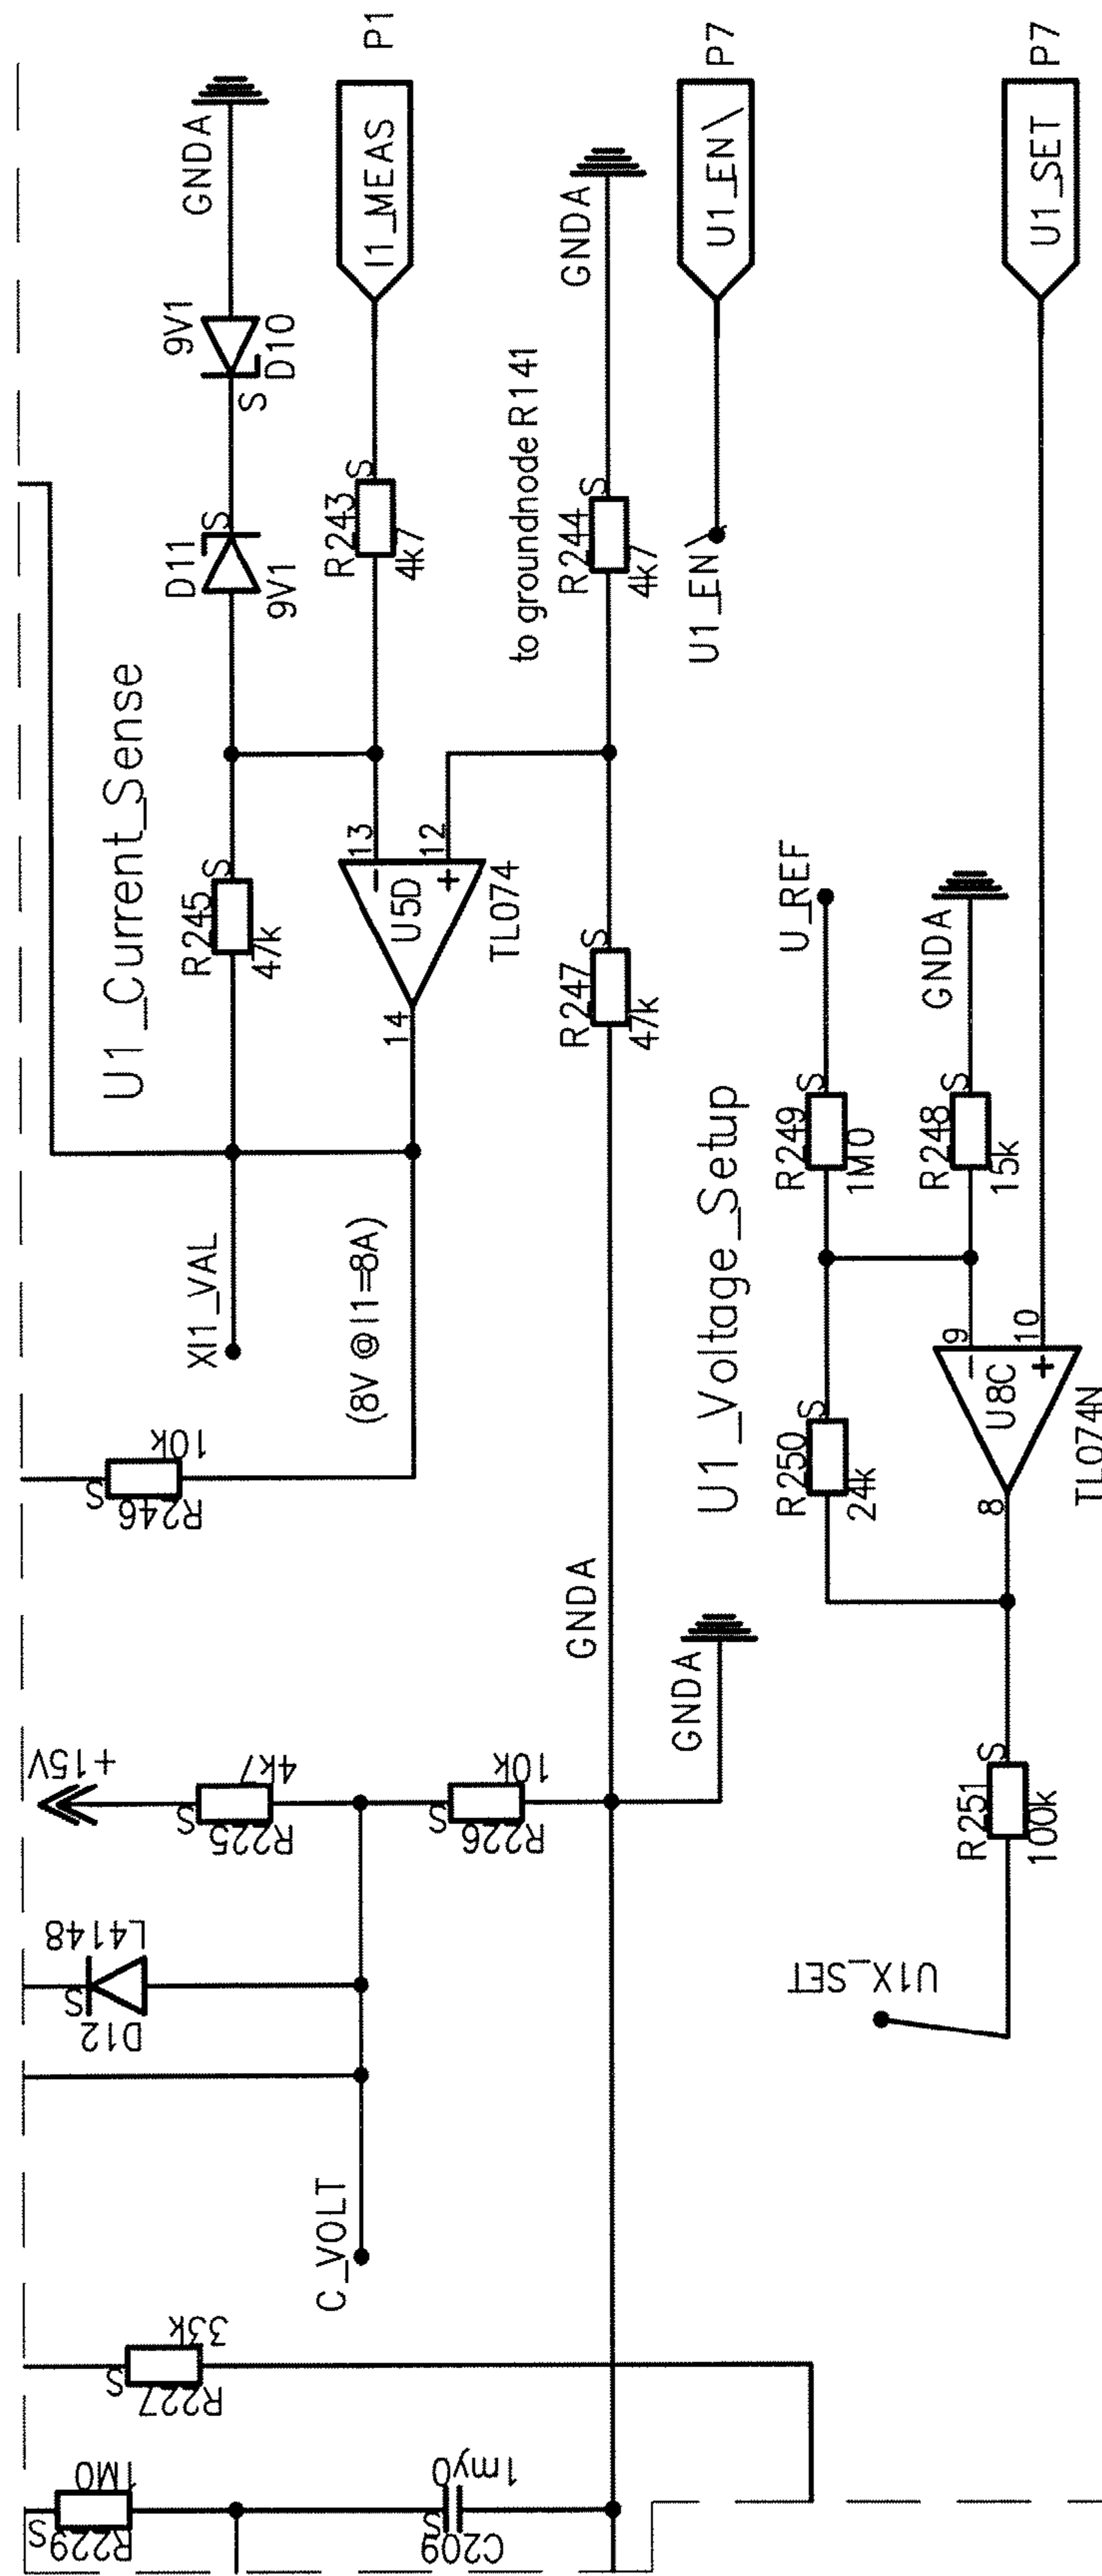 GNDA
9V1
D10
S
D11
S
9V1
I1_MEAS
P1
R243
S
4k7
U1_Current_Sense
R245
S
47k
13
12
U5D
TL074
14
XI1_VAL
(8V @ I1=8A)
10k
S
R246
to groundnode R141
GNDA
R244
S
4k7
R247
S
47k
GNDA
U1_EN\
P7
U1_EN\
U1_SET
P7
U1_Voltage_Setup
U_REF
R249
S
1M0
GNDA
R248
S
15k
9
10
U8C
TL074N
8
R250
S
24k
R251
S
100k
U1X_SET
GNDA
+15V
4k7
S
R225
10k
S
R226
L4148
S
D12
C_VOLT
33k
S
R227
1M0
S
R229
1my0
S
C209